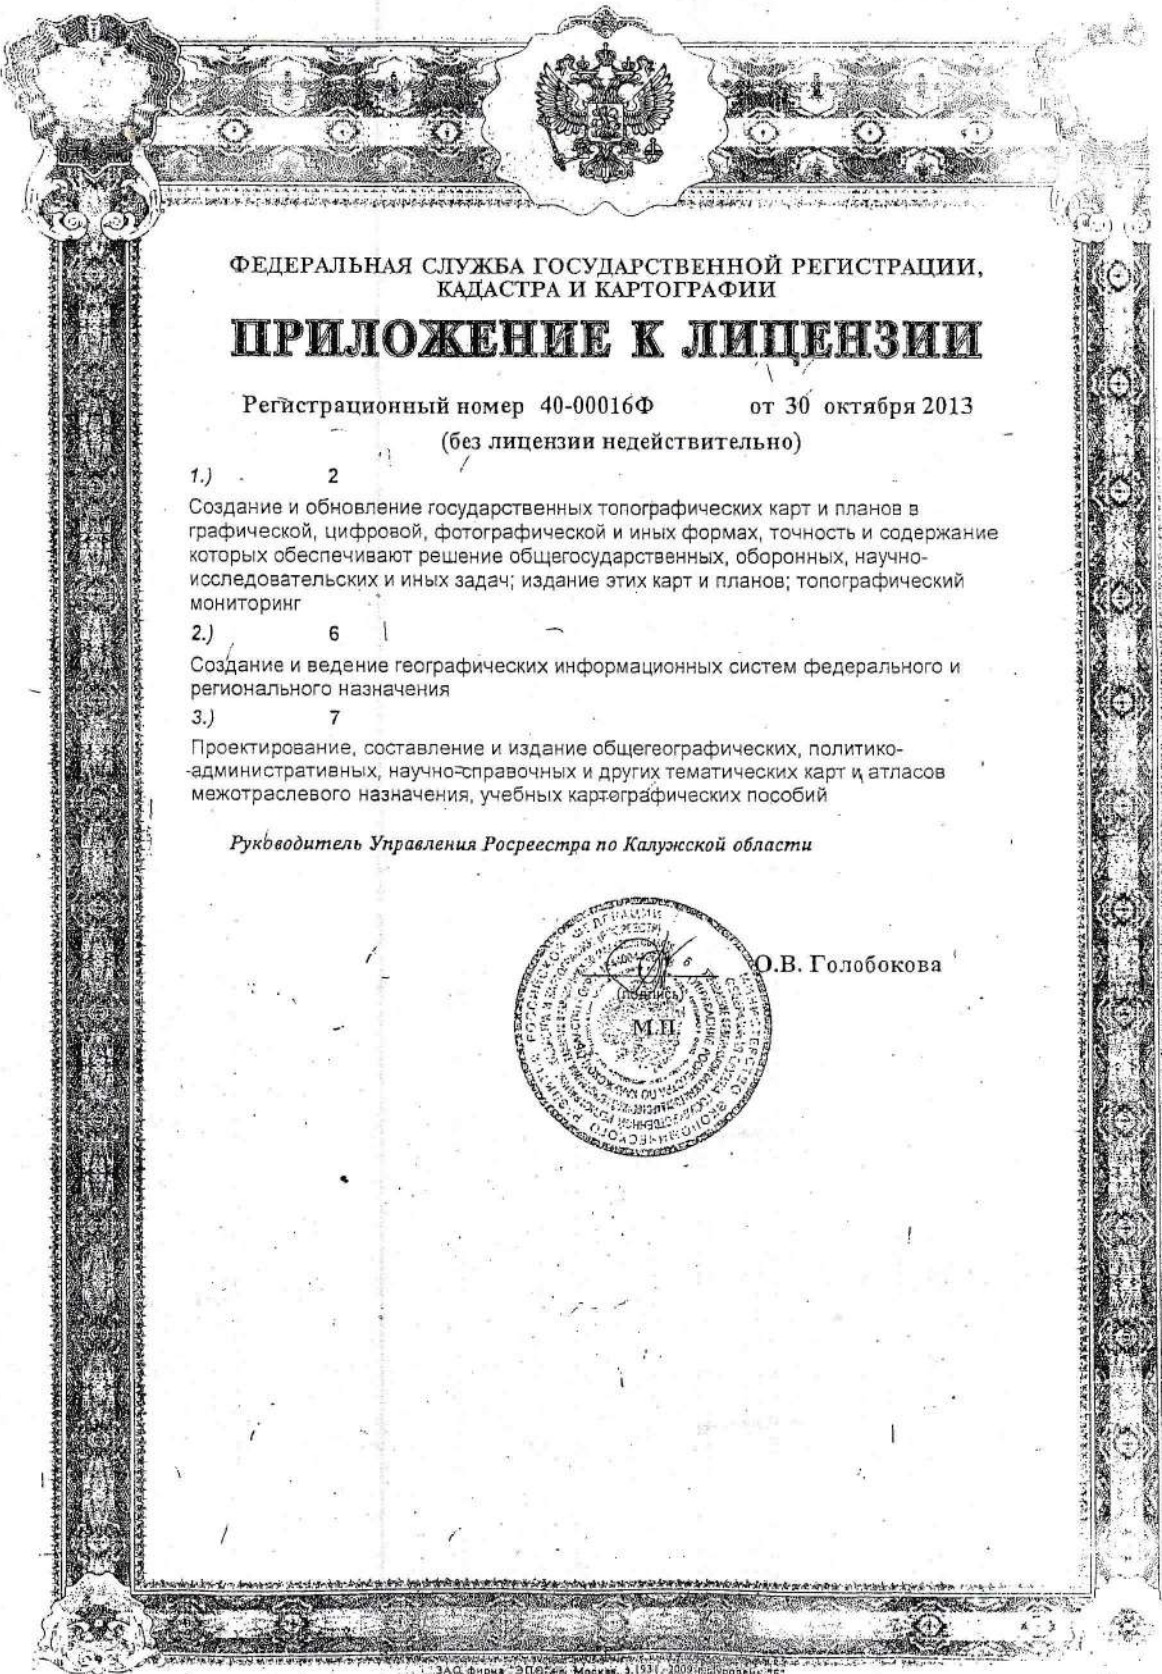 ФЕДЕРАЛЬНАЯ СЛУЖБА ГОСУДАРСТВЕННОЙ РЕГИСТРАЦИИ,
КАДАСТРА И КАРТОГРАФИИ
ПРИЛОЖЕНИЕ К ЛИЦЕНЗИИ
Регистрационный номер 40-00016Ф от 30 октября 2013
(без лицензии недействительно)
1.) 2
Создание и обновление государственных топографических карт и планов в
графической, цифровой, фотографической и иных формах, точность и содержание
которых обеспечивают решение общегосударственных, оборонных, научно-
исследовательских и иных задач; издание этих карт и планов; топографический
мониторинг
2.) 6
Создание и ведение географических информационных систем федерального и
регионального назначения
3.) 7
Проектирование, составление и издание общегеографических, политико-
-административных, научно-справочных и других тематических карт и атласов
межотраслевого назначения, учебных картографических пособий
Руководитель Управления Росреестра по Калужской области
О.В. Голобокова
(подпись)
М.П.